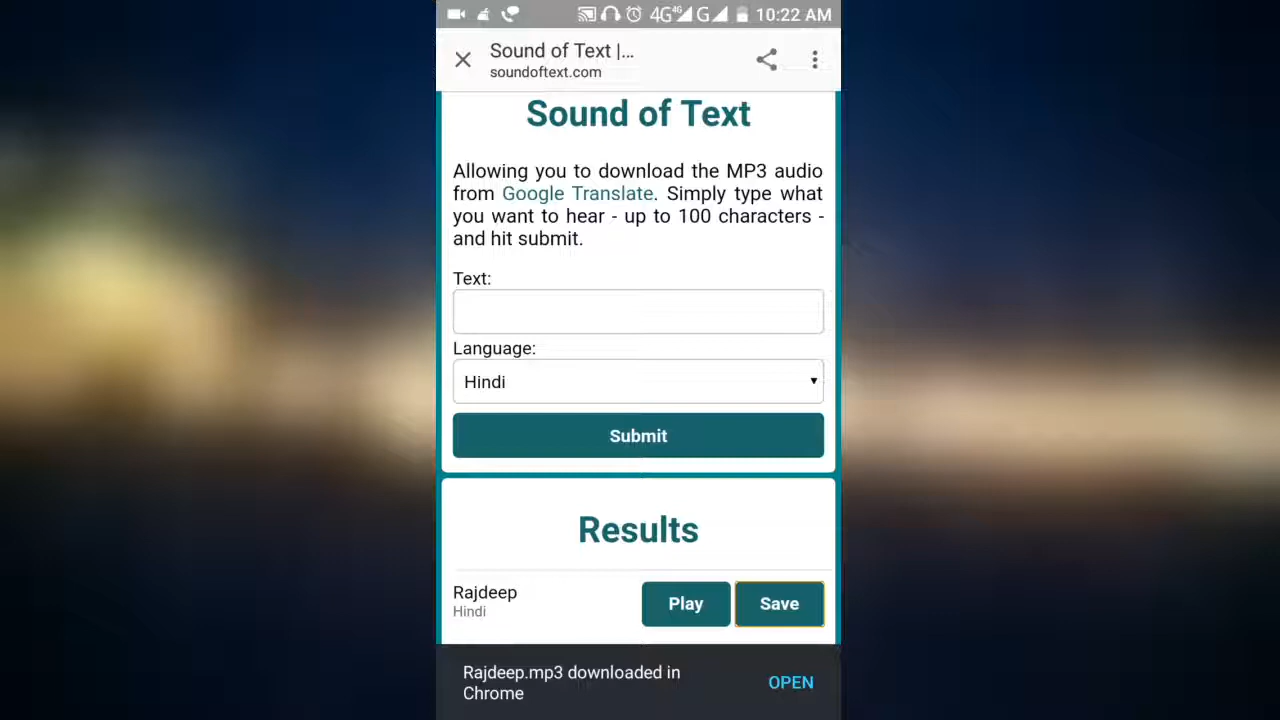 4G 4G G 10:22 AM
Sound of Text |...
soundoftext.com
Sound of Text
Allowing you to download the MP3 audio
from Google Translate. Simply type what
you want to hear - up to 100 characters -
and hit submit.
Text:
Language:
Hindi
Submit
Results
Rajdeep
Hindi
Play
Save
Rajdeep.mp3 downloaded in
Chrome
OPEN